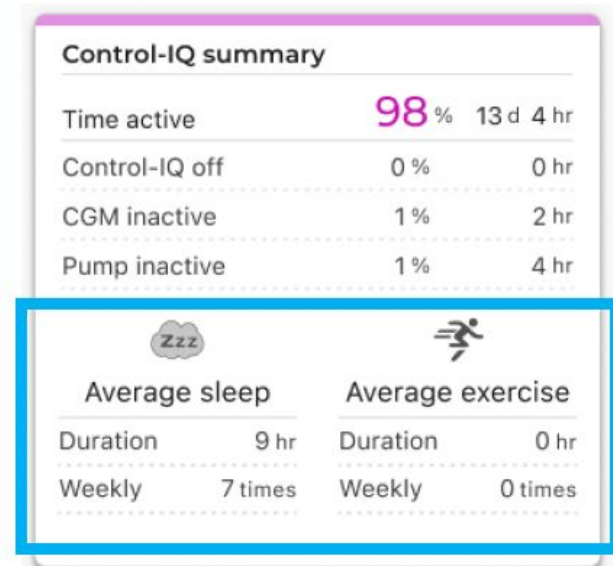 Control-IQ summary
Time active 98 % 13 d 4 hr
Control-IQ off 0 % 0 hr
CGM inactive 1 % 2 hr
Pump inactive 1 % 4 hr
Zzz
Average sleep Average exercise
Duration 9 hr Duration 0 hr
Weekly 7 times Weekly 0 times